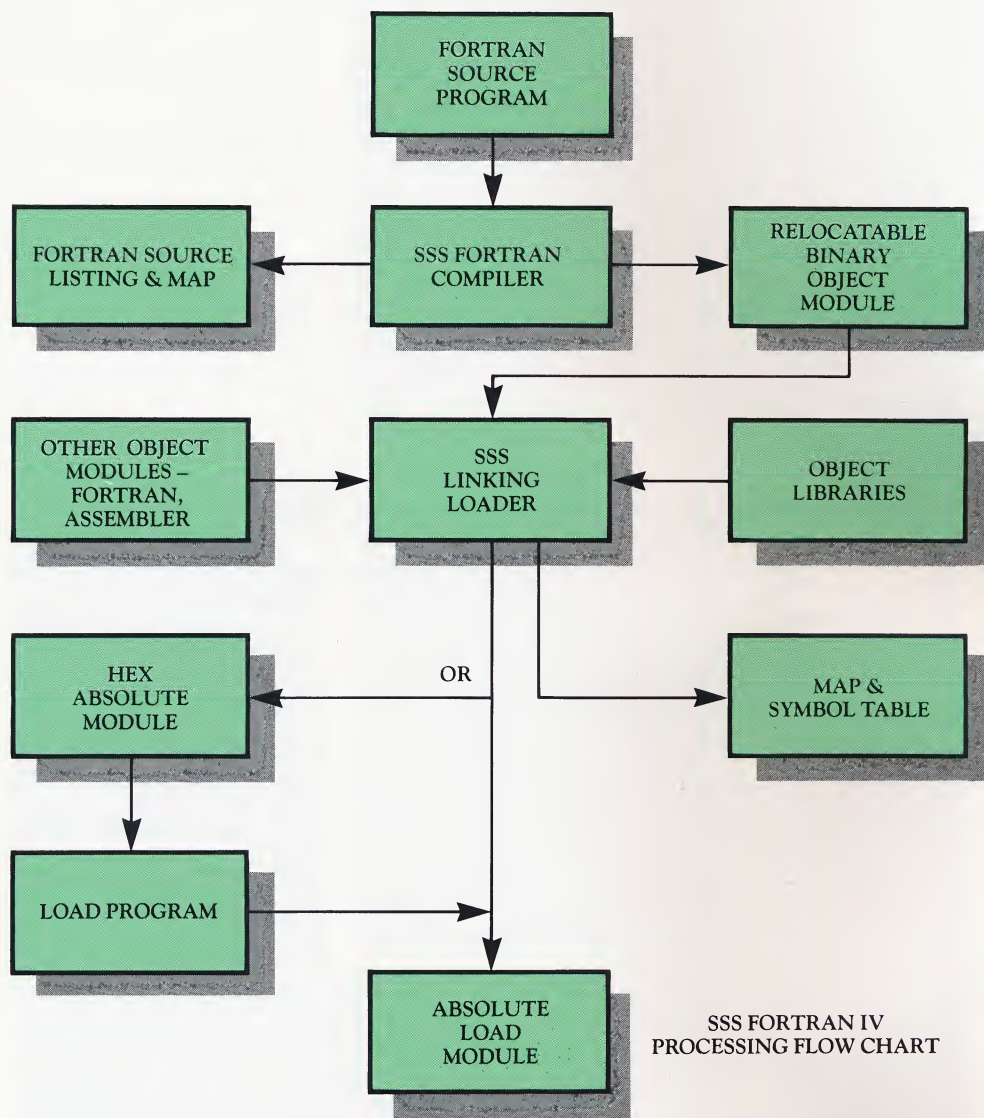 FORTRAN
SOURCE
PROGRAM
FORTRAN SOURCE
LISTING & MAP
SSS FORTRAN
COMPILER
RELOCATABLE
BINARY
OBJECT
MODULE
OTHER OBJECT
MODULES –
FORTRAN,
ASSEMBLER
SSS
LINKING
LOADER
OBJECT
LIBRARIES
HEX
ABSOLUTE
MODULE
OR
MAP &
SYMBOL TABLE
LOAD PROGRAM
ABSOLUTE
LOAD
MODULE
SSS FORTRAN IV
PROCESSING FLOW CHART